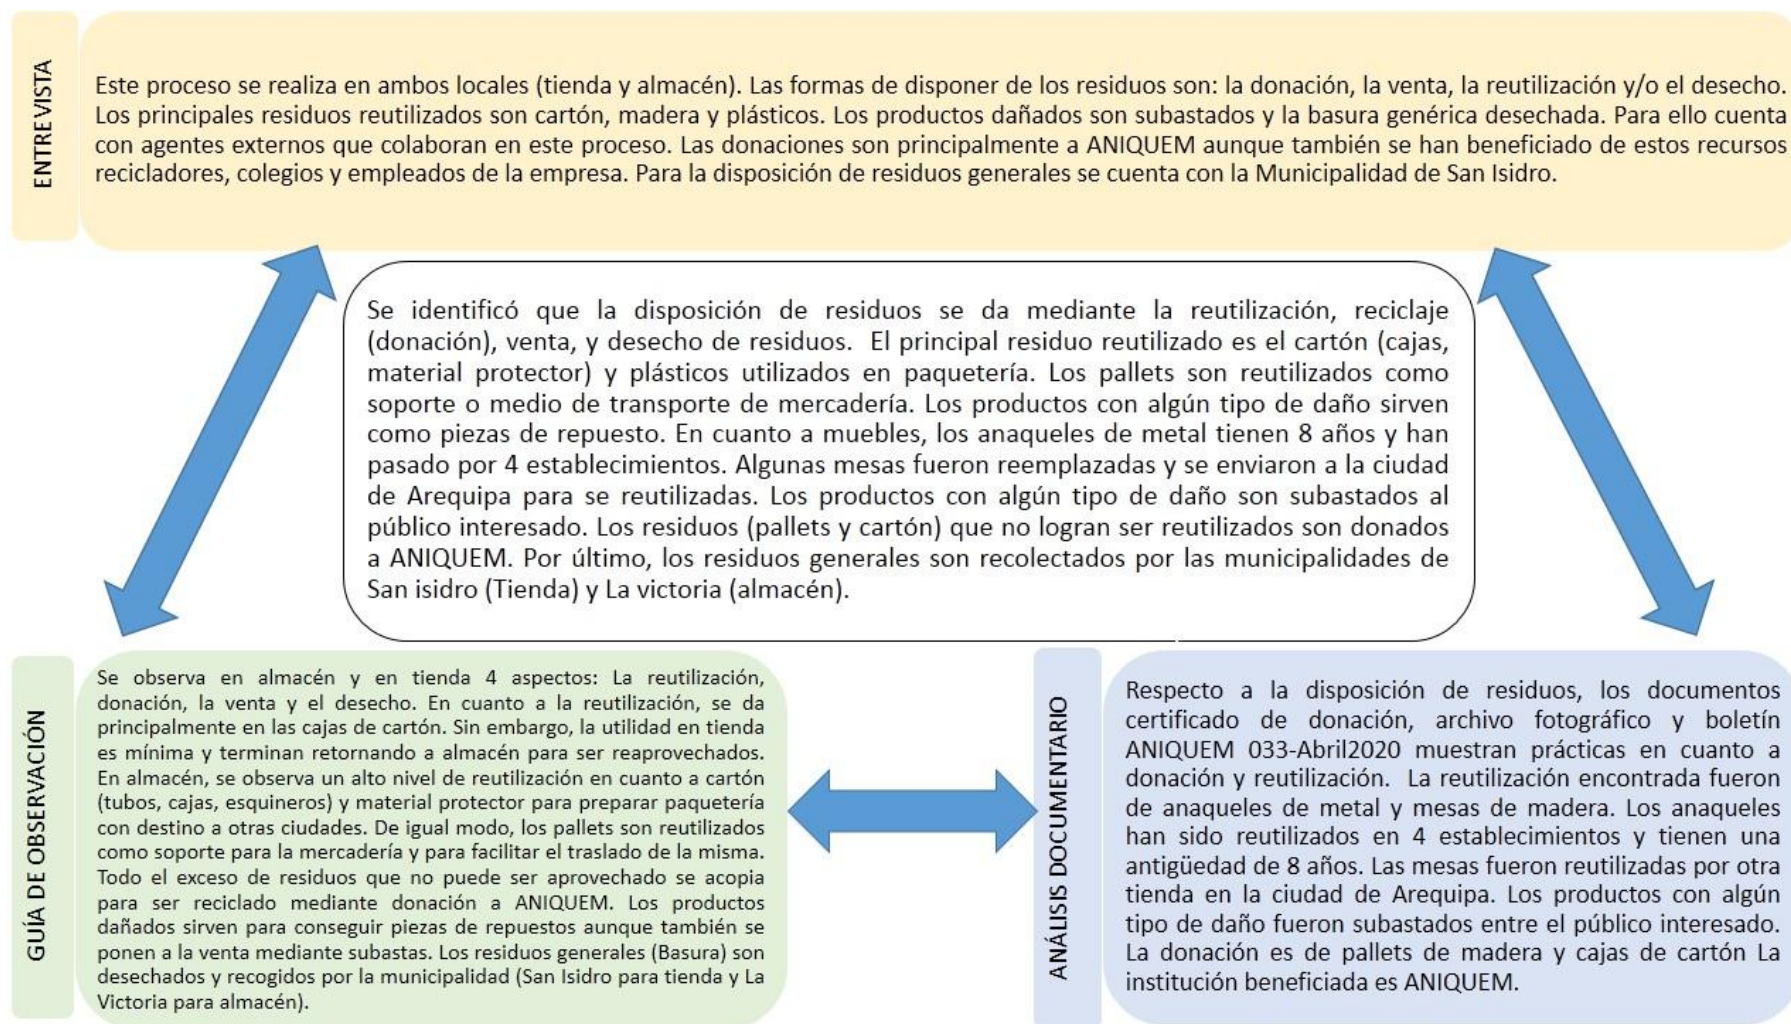 ENTREVISTA
Este proceso se realiza en ambos locales (tienda y almacén). Las formas de disponer de los residuos son: la donación, la venta, la reutilización y/o el desecho.
Los principales residuos reutilizados son cartón, madera y plásticos. Los productos dañados son subastados y la basura genérica desechada. Para ello cuenta
con agentes externos que colaboran en este proceso. Las donaciones son principalmente a ANIQUEM aunque también se han beneficiado de estos recursos
recicladores, colegios y empleados de la empresa. Para la disposición de residuos generales se cuenta con la Municipalidad de San Isidro.
Se identificó que la disposición de residuos se da mediante la reutilización, reciclaje
(donación), venta, y desecho de residuos. El principal residuo reutilizado es el cartón (cajas,
material protector) y plásticos utilizados en paquetería. Los pallets son reutilizados como
soporte o medio de transporte de mercadería. Los productos con algún tipo de daño sirven
como piezas de repuesto. En cuanto a muebles, los anaqueles de metal tienen 8 años y han
pasado por 4 establecimientos. Algunas mesas fueron reemplazadas y se enviaron a la ciudad
de Arequipa para se reutilizadas. Los productos con algún tipo de daño son subastados al
público interesado. Los residuos (pallets y cartón) que no logran ser reutilizados son donados
a ANIQUEM. Por último, los residuos generales son recolectados por las municipalidades de
San isidro (Tienda) y La victoria (almacén).
GUÍA DE OBSERVACIÓN
Se observa en almacén y en tienda 4 aspectos: La reutilización,
donación, la venta y el desecho. En cuanto a la reutilización, se da
principalmente en las cajas de cartón. Sin embargo, la utilidad en tienda
es mínima y terminan retornando a almacén para ser reaprovechados.
En almacén, se observa un alto nivel de reutilización en cuanto a cartón
(tubos, cajas, esquineros) y material protector para preparar paquetería
con destino a otras ciudades. De igual modo, los pallets son reutilizados
como soporte para la mercadería y para facilitar el traslado de la misma.
Todo el exceso de residuos que no puede ser aprovechado se acopia
para ser reciclado mediante donación a ANIQUEM. Los productos
dañados sirven para conseguir piezas de repuestos aunque también se
ponen a la venta mediante subastas. Los residuos generales (Basura) son
desechados y recogidos por la municipalidad (San Isidro para tienda y La
Victoria para almacén).
ANÁLISIS DOCUMENTARIO
Respecto a la disposición de residuos, los documentos
certificado de donación, archivo fotográfico y boletín
ANIQUEM 033-Abril2020 muestran prácticas en cuanto a
donación y reutilización. La reutilización encontrada fueron
de anaqueles de metal y mesas de madera. Los anaqueles
han sido reutilizados en 4 establecimientos y tienen una
antigüedad de 8 años. Las mesas fueron reutilizadas por otra
tienda en la ciudad de Arequipa. Los productos con algún
tipo de daño fueron subastados entre el público interesado.
La donación es de pallets de madera y cajas de cartón La
institución beneficiada es ANIQUEM.